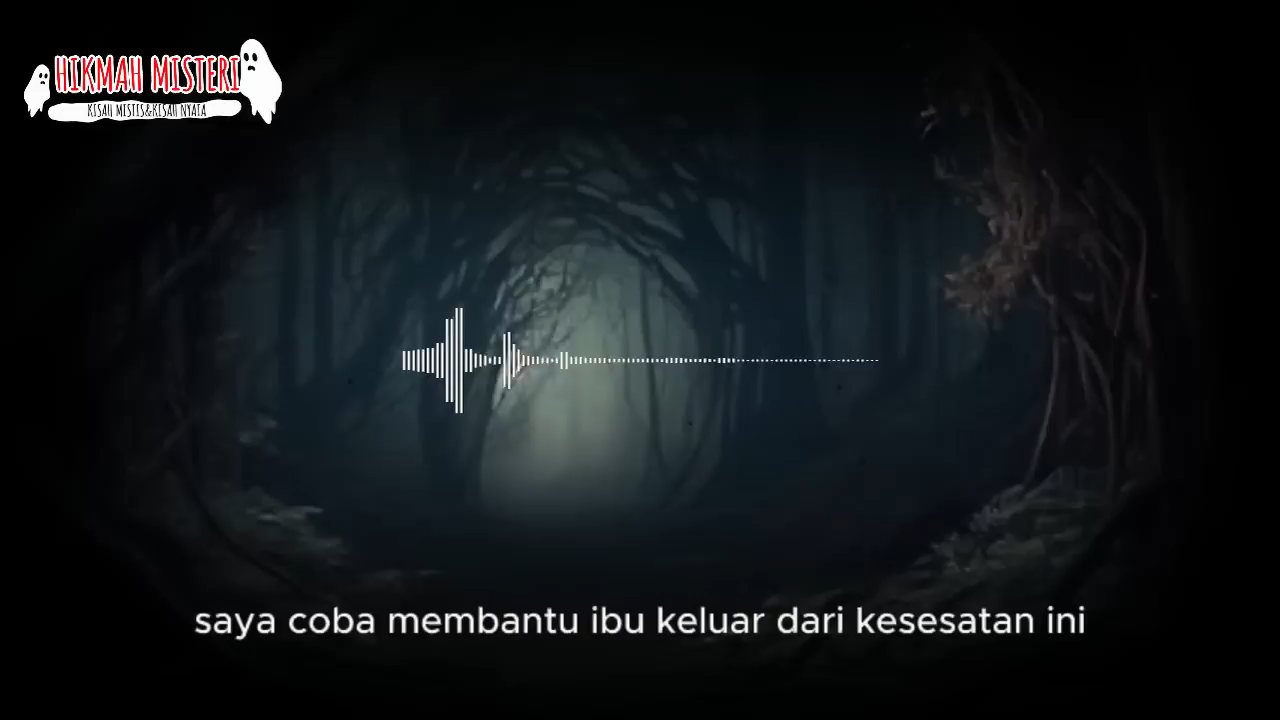 HIKMAH MISTERI
KISAH MISTIS&KISAH NYATA
saya coba membantu ibu keluar dari kesesatan ini